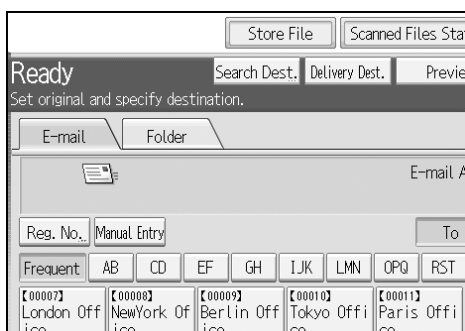 Store File Scanned Files Sta
Ready Search Dest. Delivery Dest. Previe
Set original and specify destination.
E-mail Folder
E-mail A
Reg. No. Manual Entry To
Frequent AB CD EF GH IJK LMN OPQ RST
【00007】 【00008】 【00009】 【00010】 【00011】
London Off NewYork Of Berlin Off Tokyo Offi Paris Offi
ice ice ice ce ce